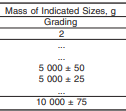 Mass of Indicated Sizes, g
Grading
2
...
...
5 000 ± 50
5 000 ± 25
...
10 000 ± 75